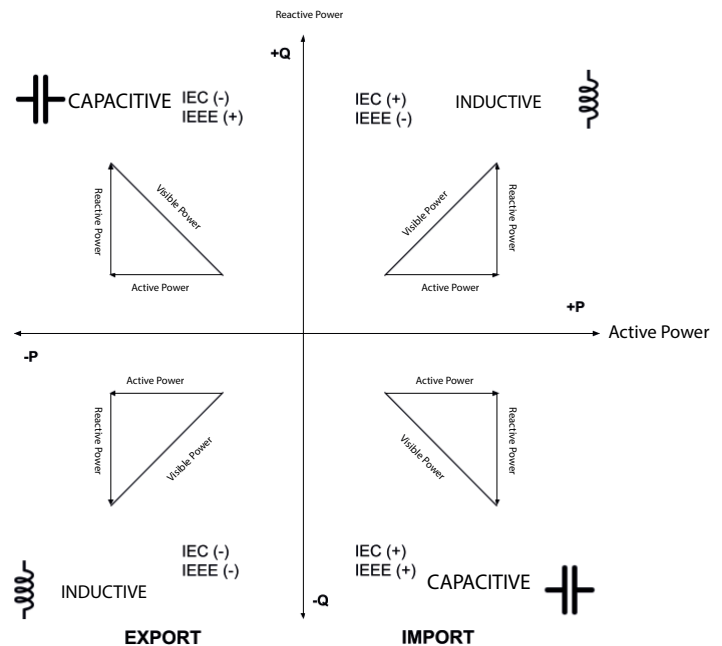 Reactive Power
+Q
CAPACITIVE
IEC (-)
IEEE (+)
IEC (+)
IEEE (-)
INDUCTIVE
Reactive Power
Visible Power
Active Power
Visible Power
Reactive Power
Active Power
+P
Active Power
-P
Active Power
Reactive Power
Visible Power
Active Power
Visible Power
Reactive Power
IEC (-)
IEEE (-)
INDUCTIVE
IEC (+)
IEEE (+)
CAPACITIVE
-Q
EXPORT
IMPORT